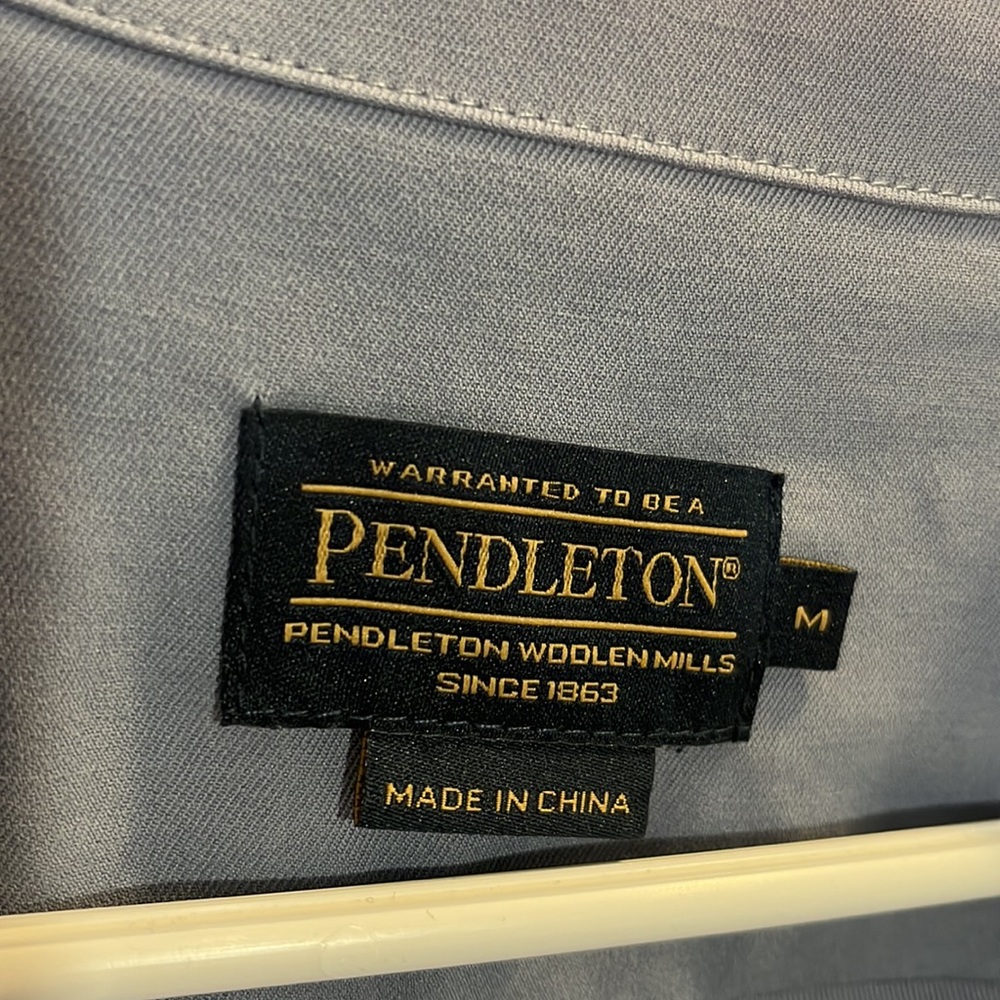 WARRANTED TO BE A
PENDLETON®
PENDLETON WOOLEN MILLS
SINCE 1863
M
MADE IN CHINA